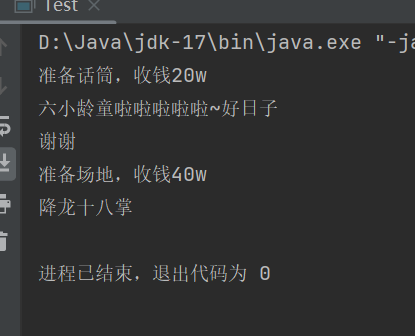 Test
D:\Java\jdk-17\bin\java.exe "-ja
准备话筒，收钱20w
六小龄童啦啦啦啦啦~好日子
谢谢
准备场地，收钱40w
降龙十八掌
进程已结束，退出代码为 0